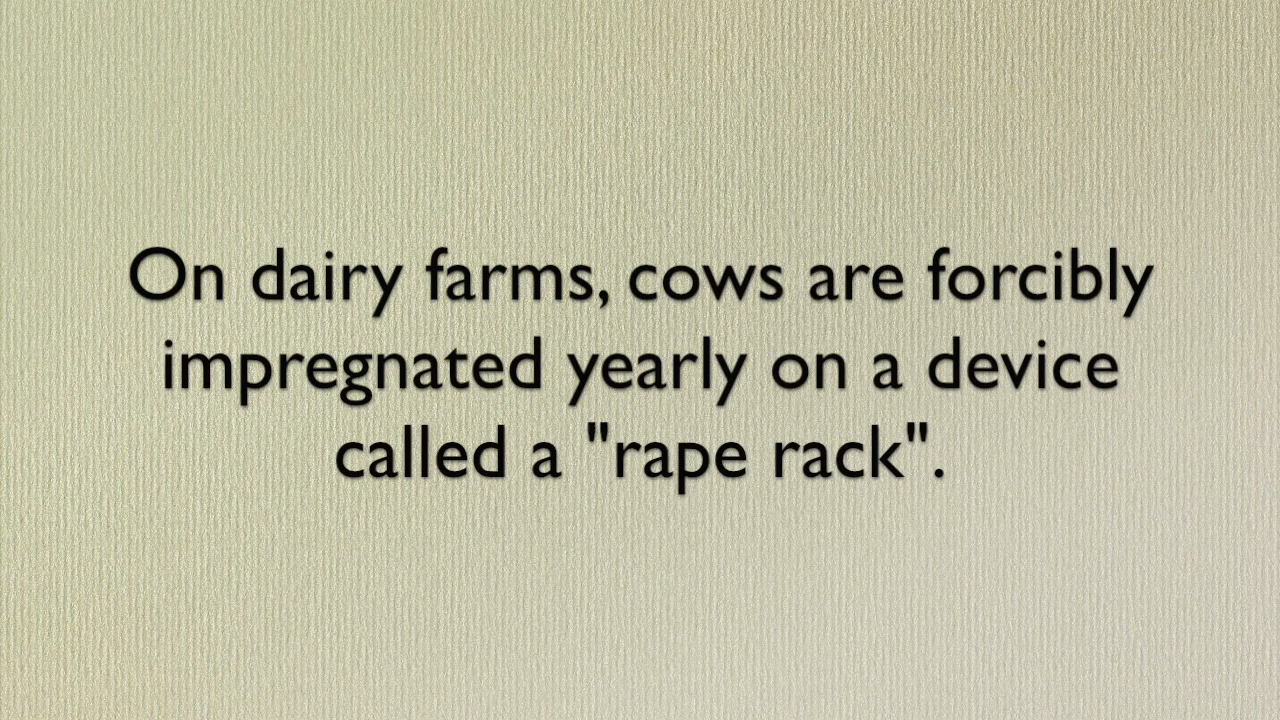 On dairy farms, cows are forcibly
impregnated yearly on a device
called a "rape rack".